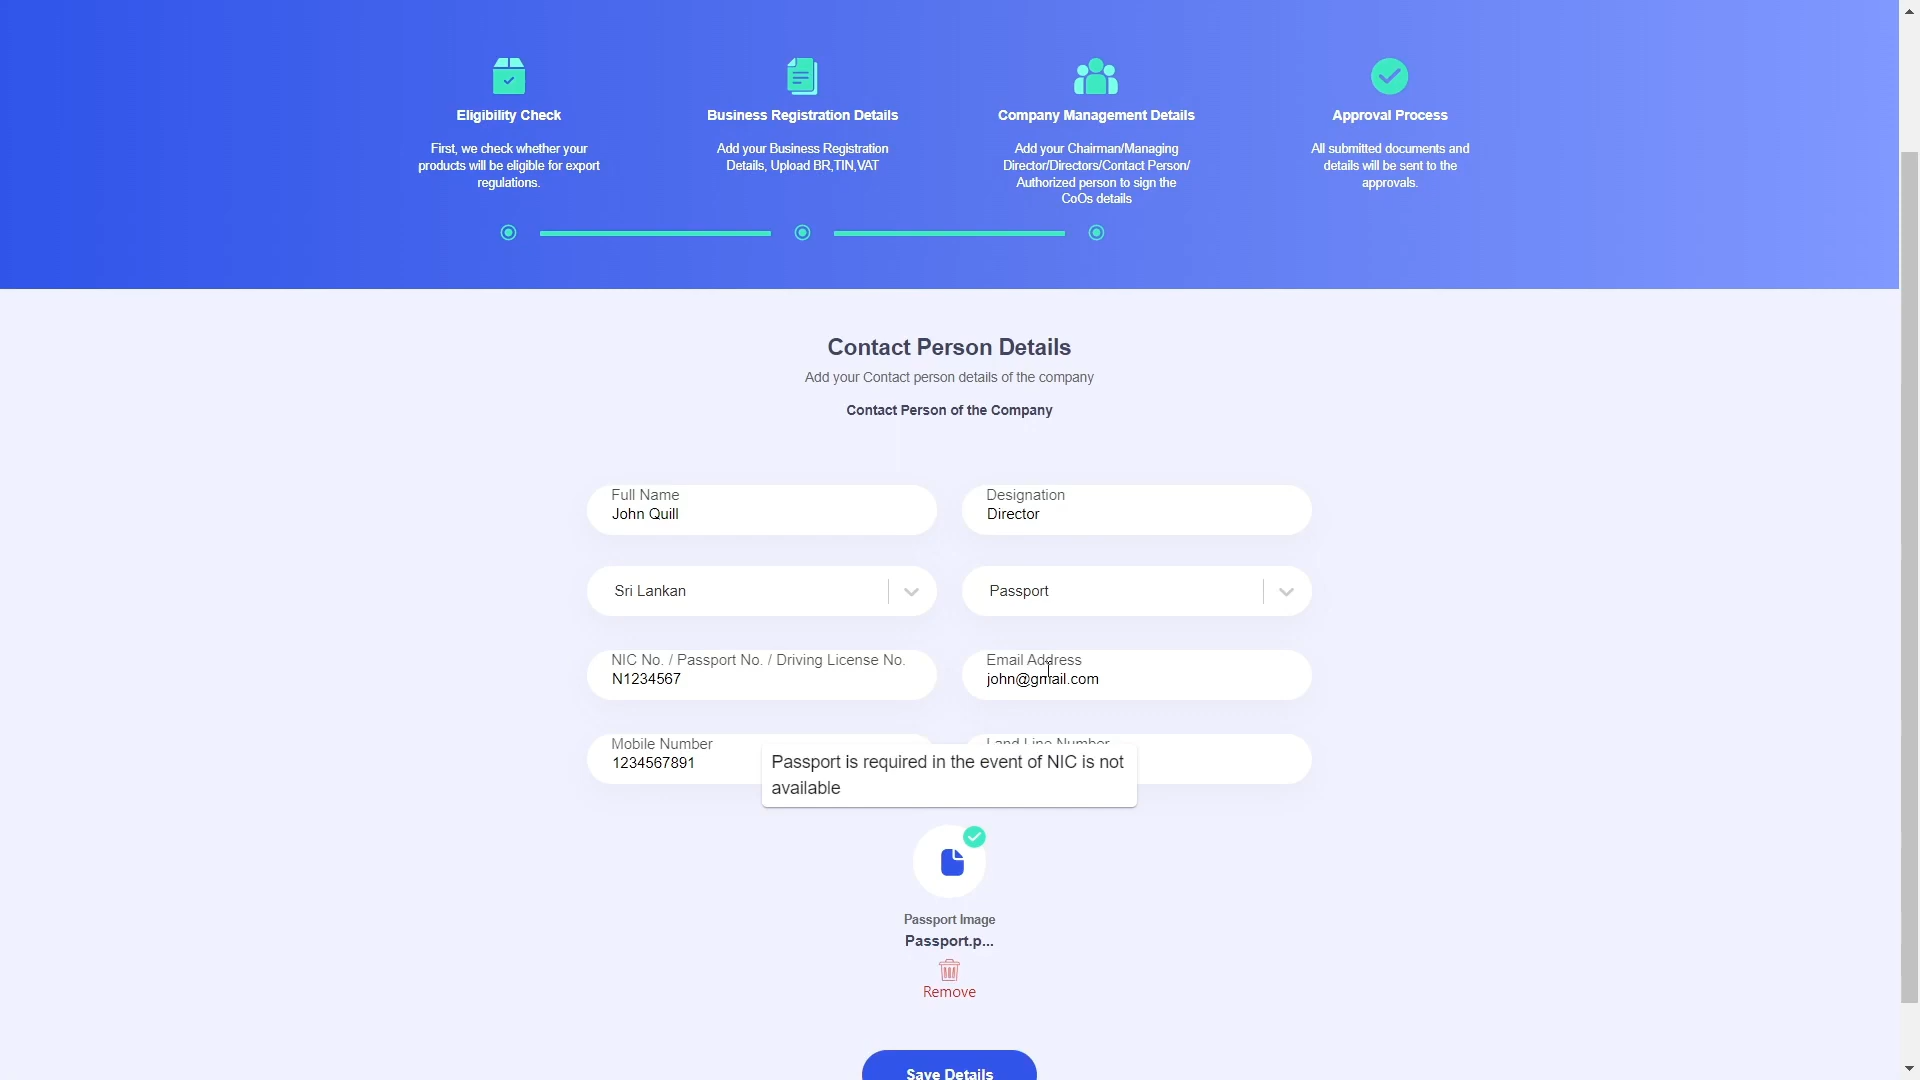 Eligibility Check
First, we check whether your
products will be eligible for export
regulations.
Business Registration Details
Add your Business Registration
Details, Upload BR,TIN,VAT
Company Management Details
Add your Chairman/Managing
Director/Directors/Contact Person/
Authorized person to sign the
CoOs details
Approval Process
All submitted documents and
details will be sent to the
approvals.
Contact Person Details
Add your Contact person details of the company
Contact Person of the Company
Full Name
John Quill
Designation
Director
Sri Lankan
Passport
NIC No. / Passport No. / Driving License No.
N1234567
Email Address
john@gmail.com
Mobile Number
1234567891
Land Line Number
Passport is required in the event of NIC is not
available
Passport Image
Passport.p...
Remove
Save Details